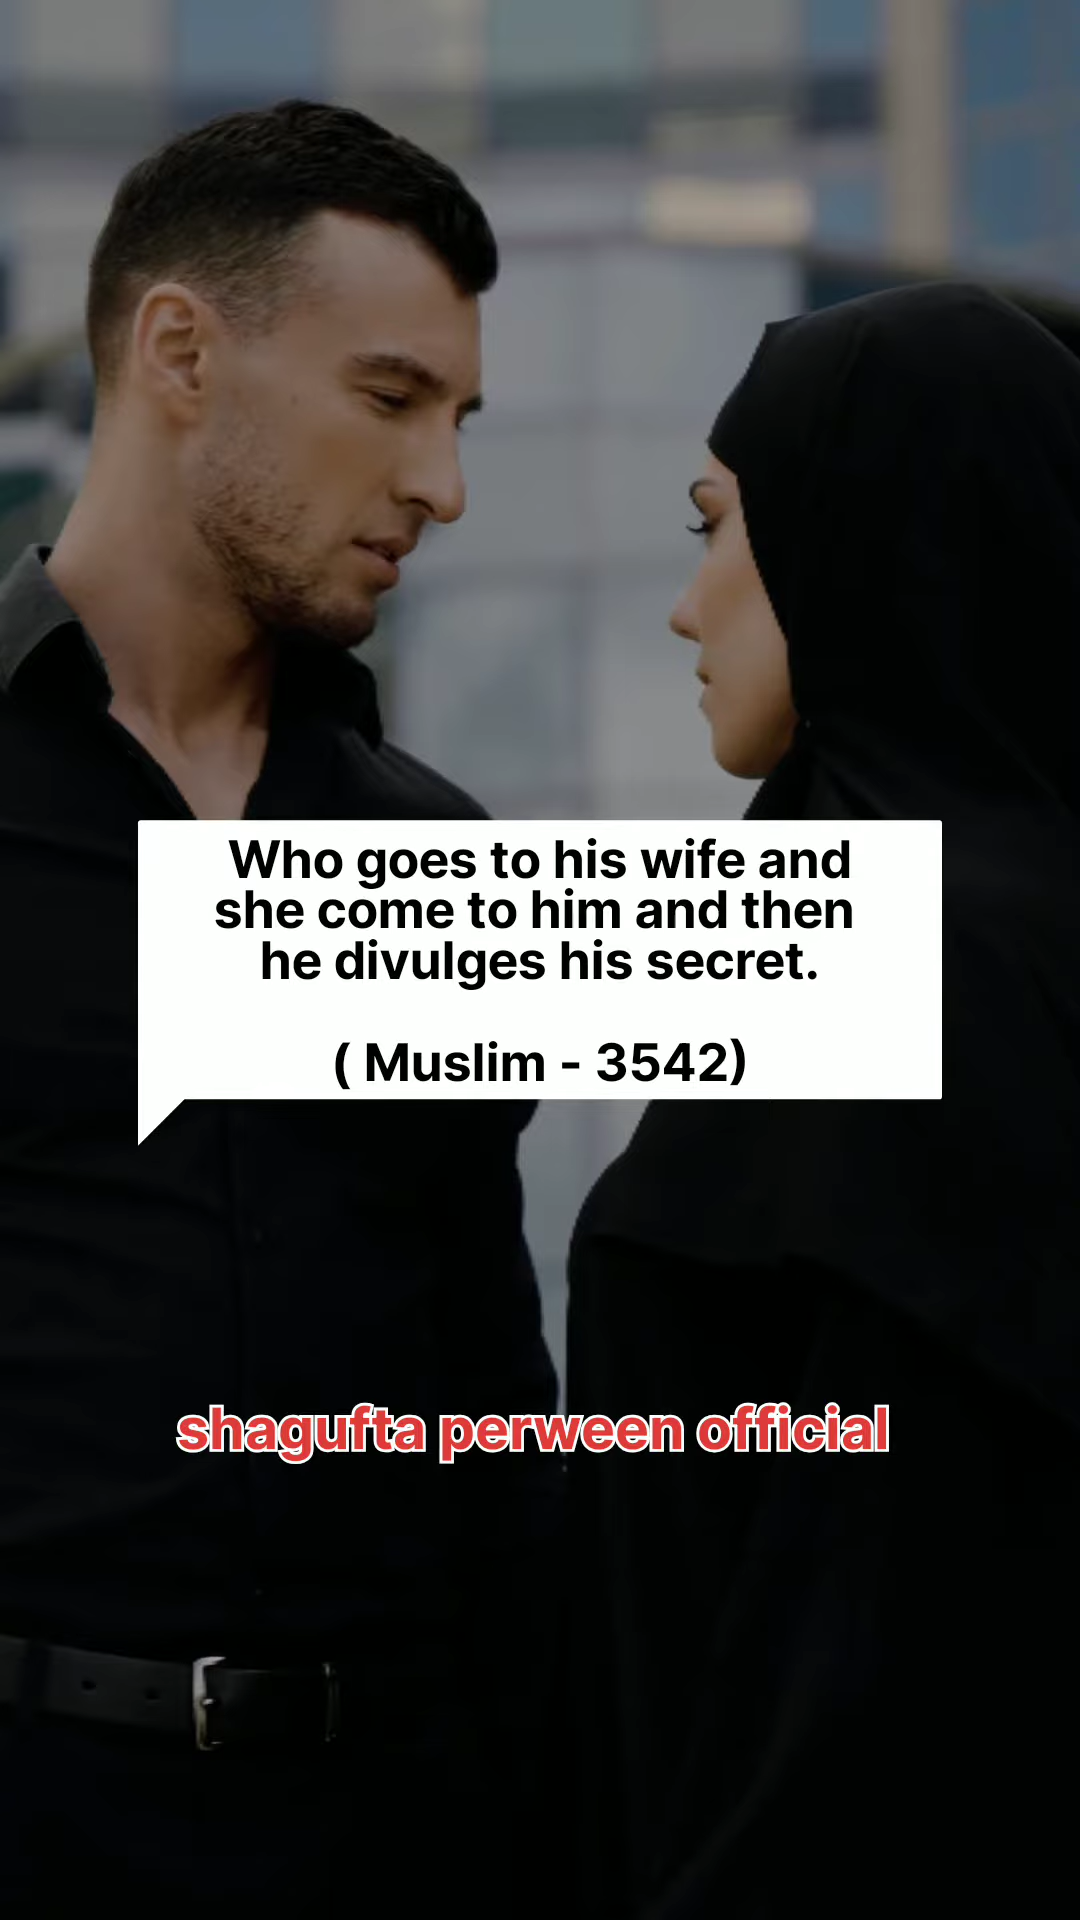 Who goes to his wife and
she come to him and then
he divulges his secret.
( Muslim - 3542)
shagufta perween official